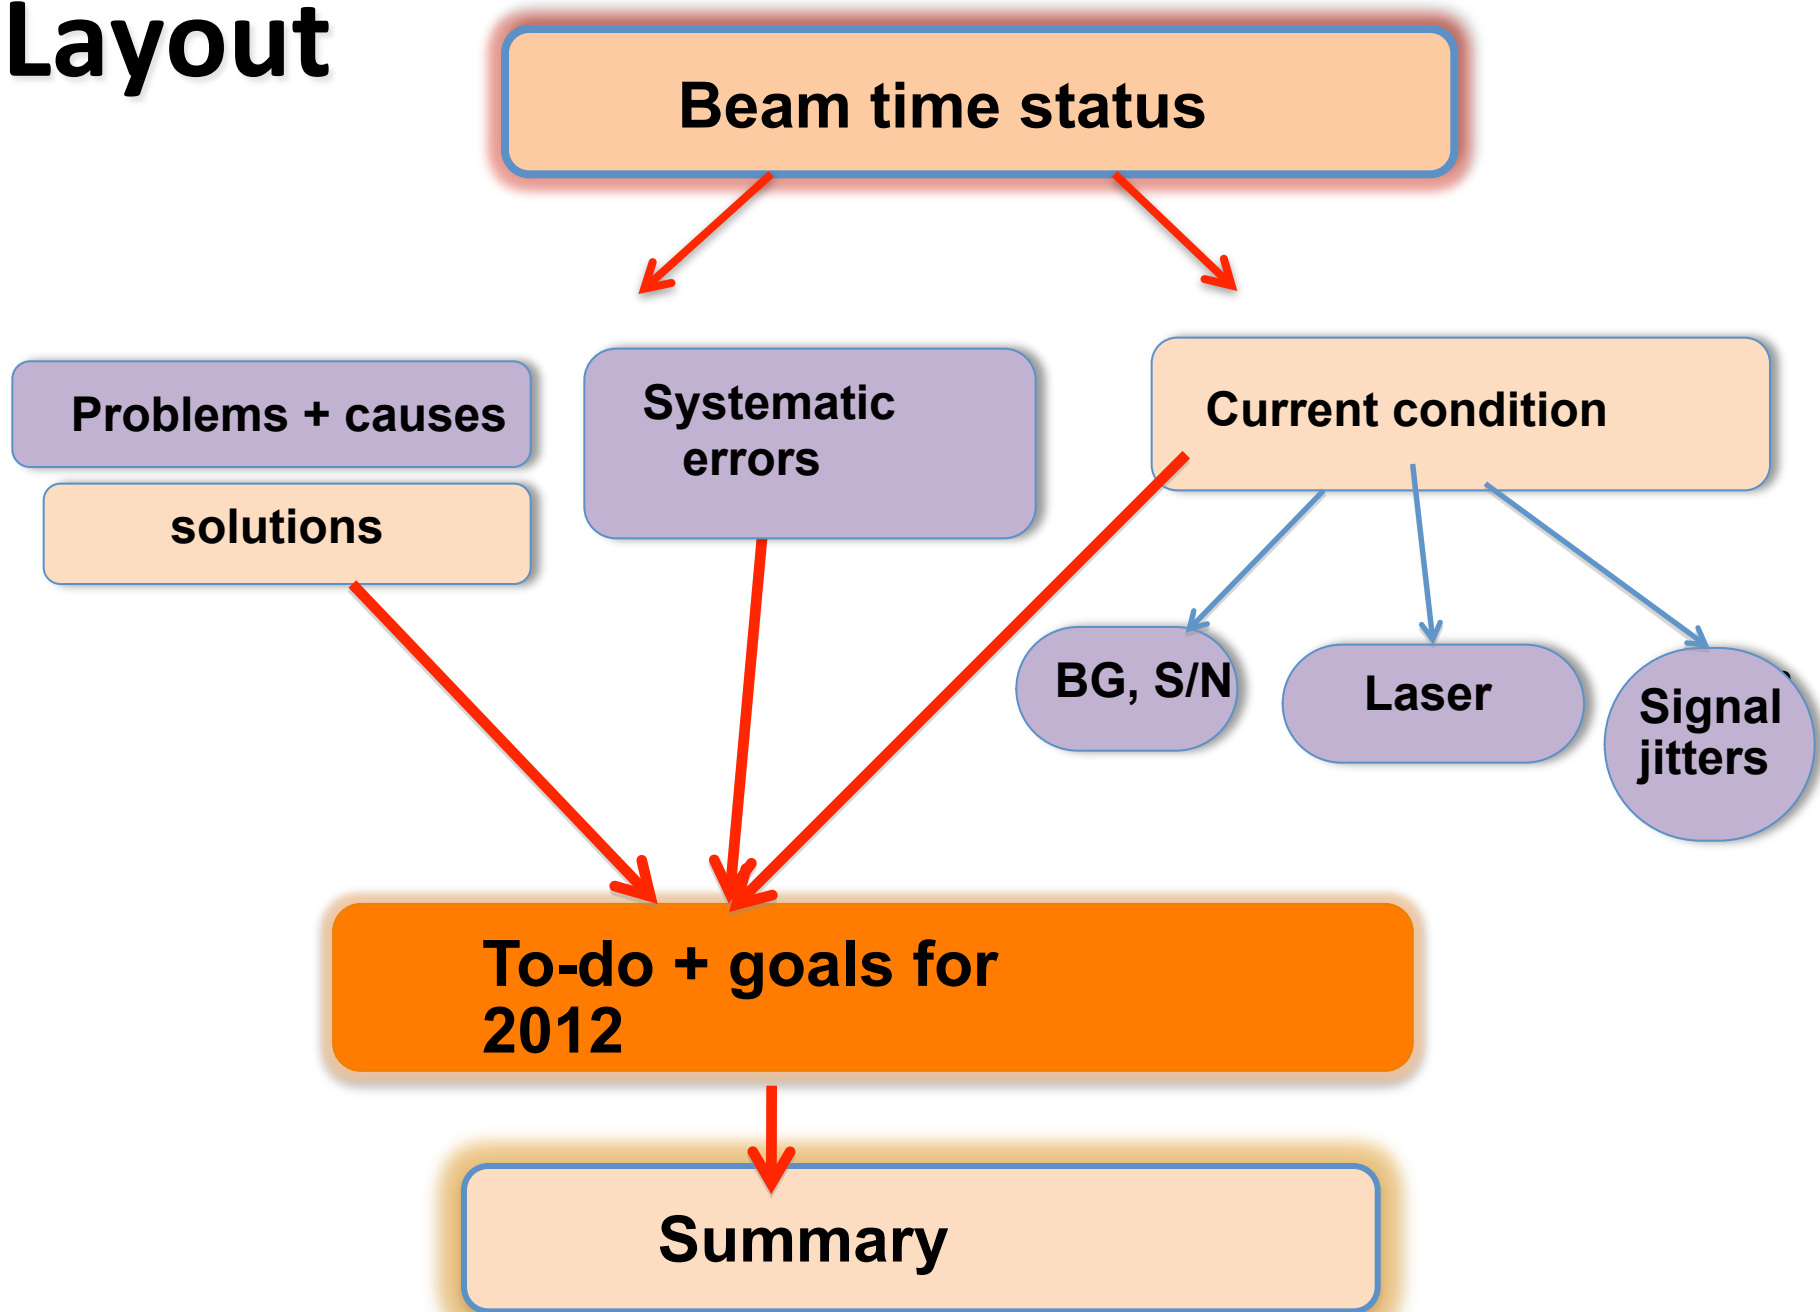 Layout
Beam time status
Problems + causes
solutions
Systematic
errors
Current condition
BG, S/N
Laser
Signal
jitters
To-do + goals for
2012
Summary